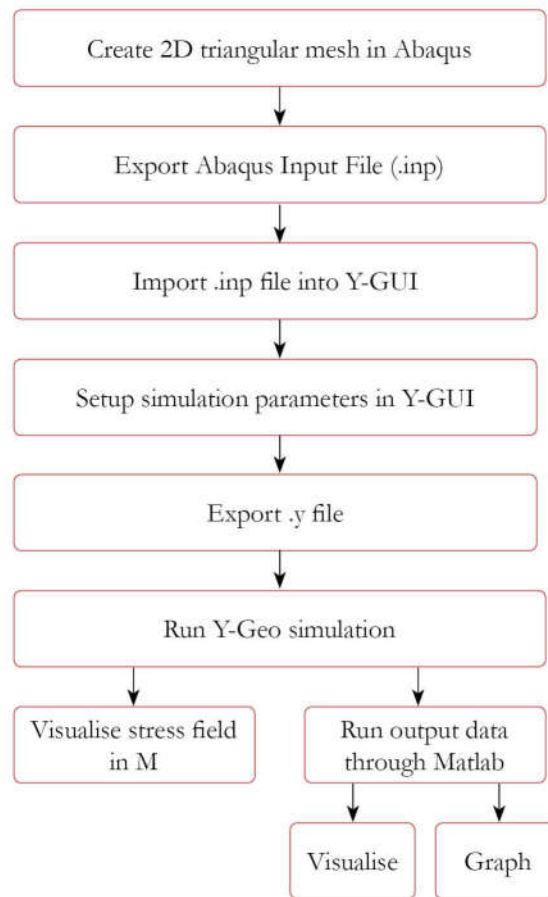 Create 2D triangular mesh in Abaqus
Export Abaqus Input File (.inp)
Import .inp file into Y-GUI
Setup simulation parameters in Y-GUI
Export .y file
Run Y-Geo simulation
Visualise stress field
in M
Run output data
through Matlab
Visualise
Graph